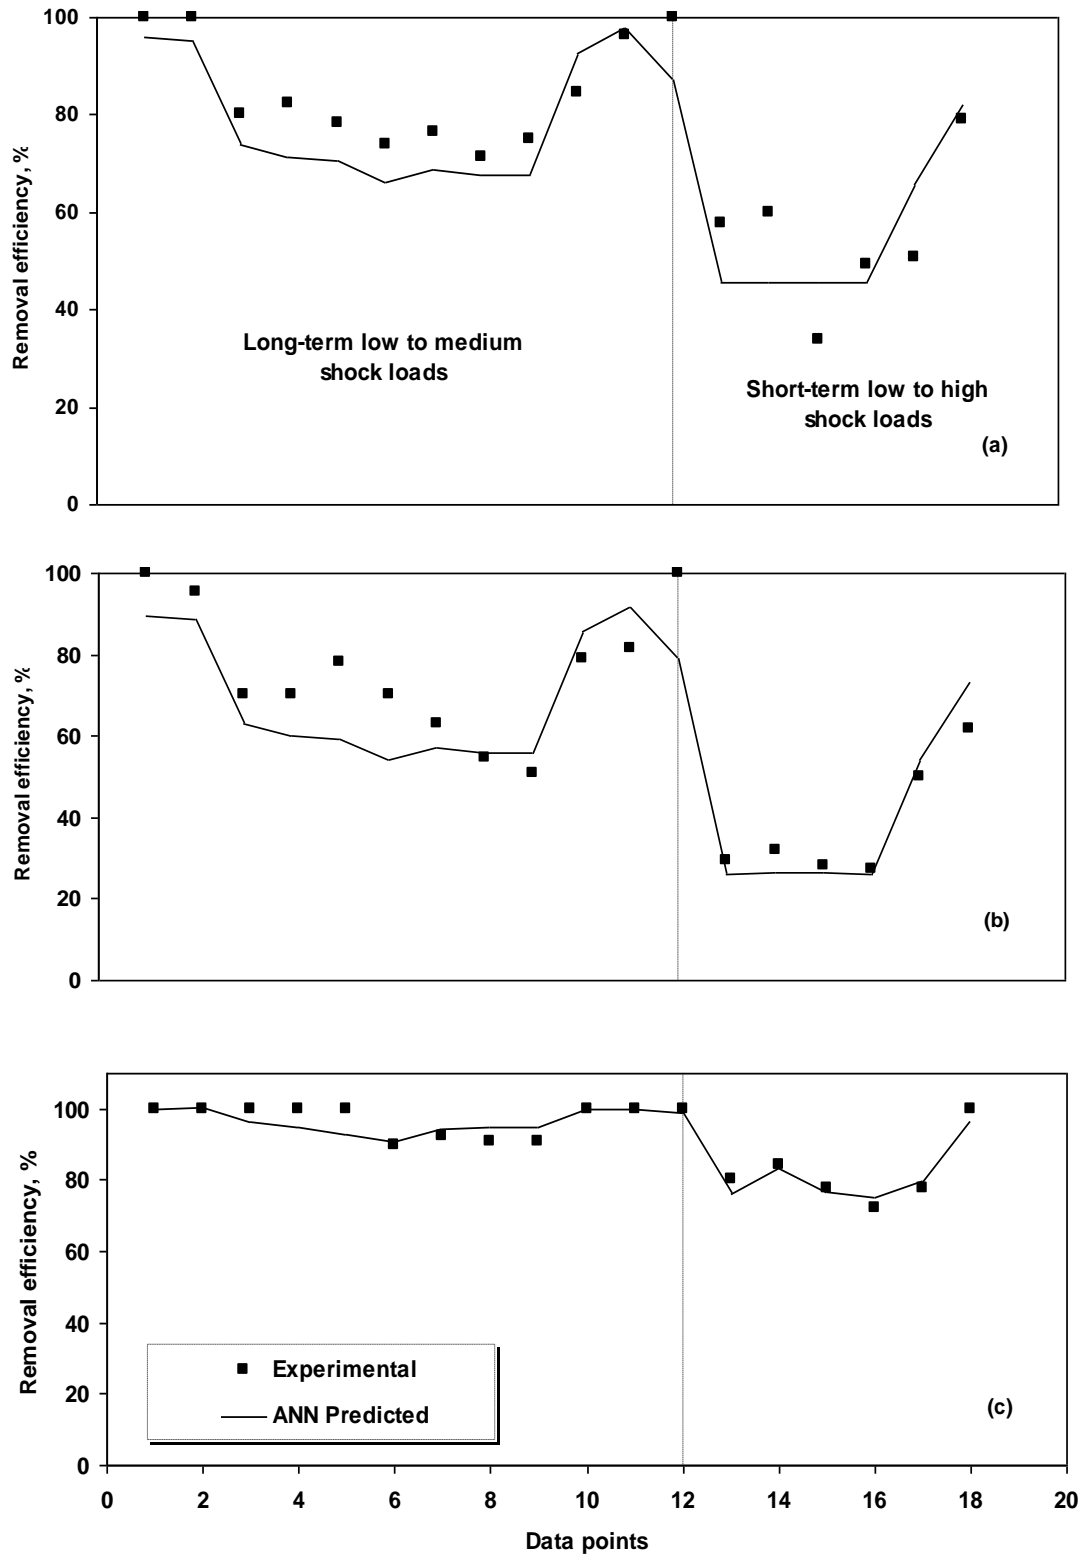 100
80
60
40
20
0
Removal efficiency, %
Long-term low to medium
shock loads
Short-term low to high
shock loads
(a)
100
80
60
40
20
0
Removal efficiency, %
(b)
100
80
60
40
20
0
Removal efficiency, %
Experimental
ANN Predicted
(c)
0 2 4 6 8 10 12 14 16 18 20
Data points